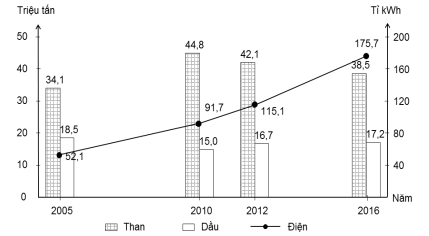 Triệu tấn Tỉ kWh
50 200
175,7
44,8
42,1
40 38,5 160
34,1
30 120
91,7 115,1
20 18,5 15,0 16,7 17,2 80
52,1
10 40
0 Năm
2005 2010 2012 2016
Than Dầu Điện